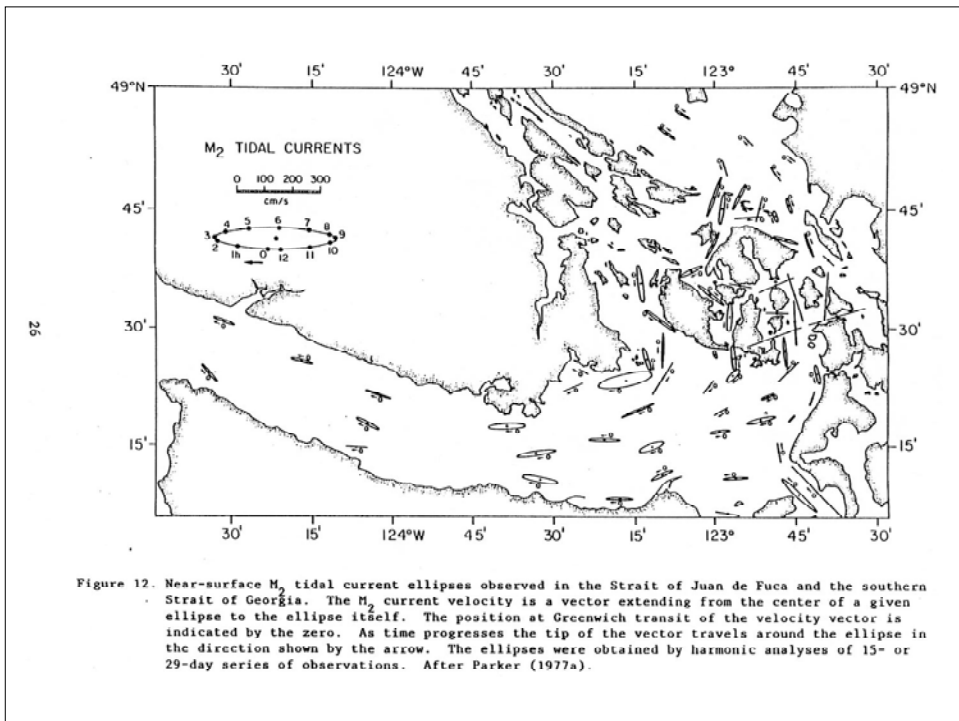 30' 15' 124°W 45' 30' 15' 123° 45' 30'
49°N 49°N
M2 TIDAL CURRENTS
0 100 200 300
cm/s
45' 45'
4 5 6 7 8
3 9
2 1h 0 12 11 10
30' 30'
26
15' 15'
30' 15' 124°W 45' 30' 15' 123° 45' 30'
Figure 12. Near-surface M2 tidal current ellipses observed in the Strait of Juan de Fuca and the southern
Strait of Georgia. The M2 current velocity is a vector extending from the center of a given
ellipse to the ellipse itself. The position at Greenwich transit of the velocity vector is
indicated by the zero. As time progresses the tip of the vector travels around the ellipse in
the direction shown by the arrow. The ellipses were obtained by harmonic analyses of 15- or
29-day series of observations. After Parker (1977a).